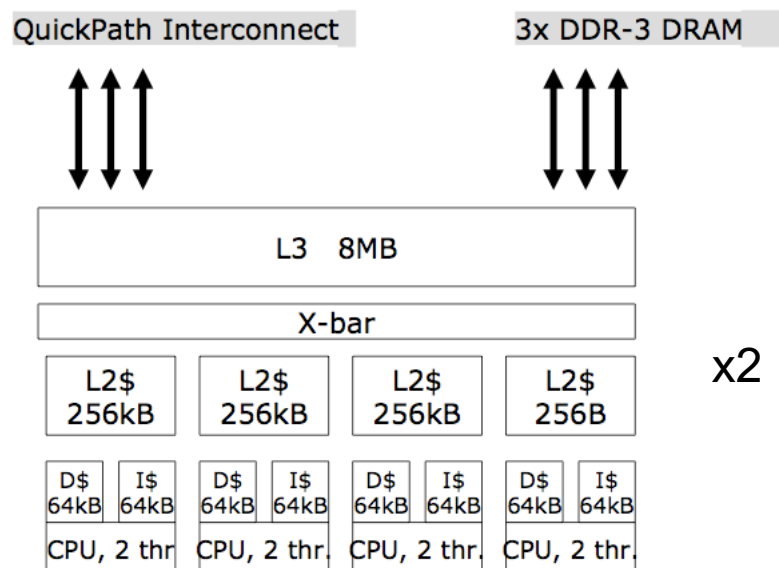 QuickPath Interconnect
3x DDR-3 DRAM
L3 8MB
X-bar
L2$
256kB
L2$
256kB
L2$
256kB
L2$
256B
x2
D$
64kB
I$
64kB
D$
64kB
I$
64kB
D$
64kB
I$
64kB
D$
64kB
I$
64kB
CPU, 2 thr
CPU, 2 thr.
CPU, 2 thr.
CPU, 2 thr.